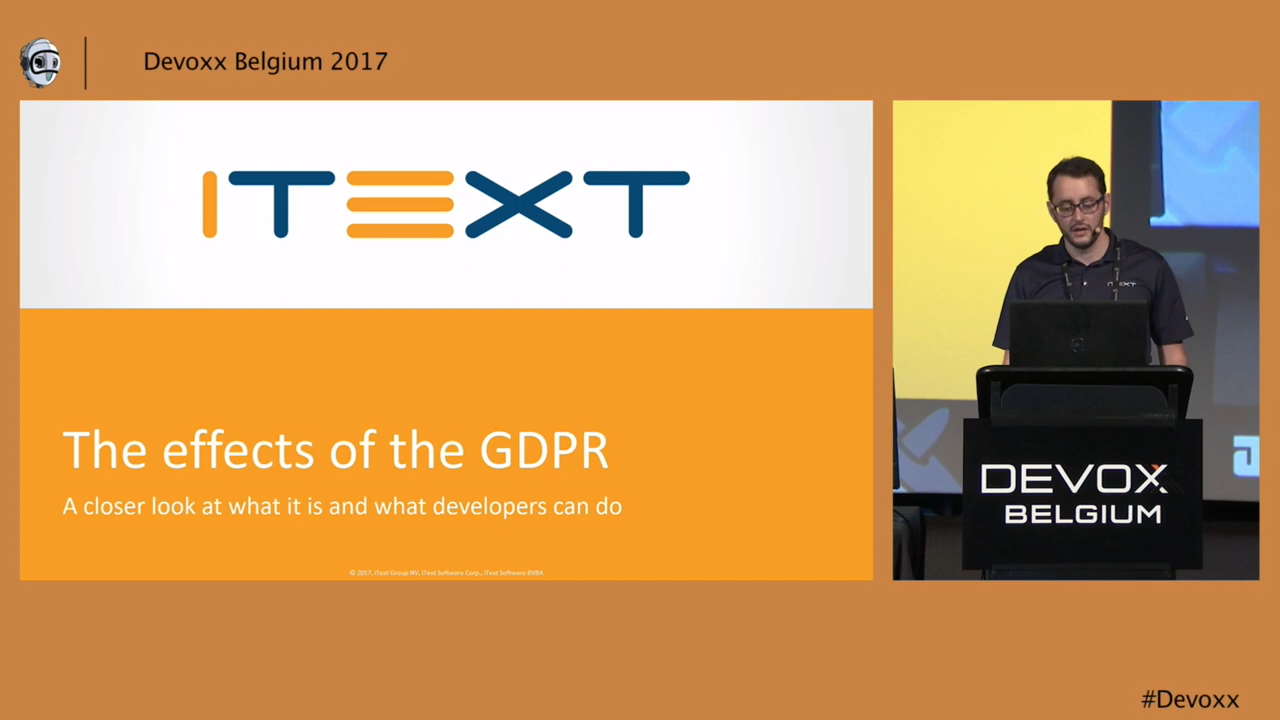 Devoxx Belgium 2017
ITEXT
The effects of the GDPR
A closer look at what it is and what developers can do
© 2017, iText Group NV, iText Software Corp., iText Software BVBA
ITEXT
DEVOXX
BELGIUM
#Devoxx